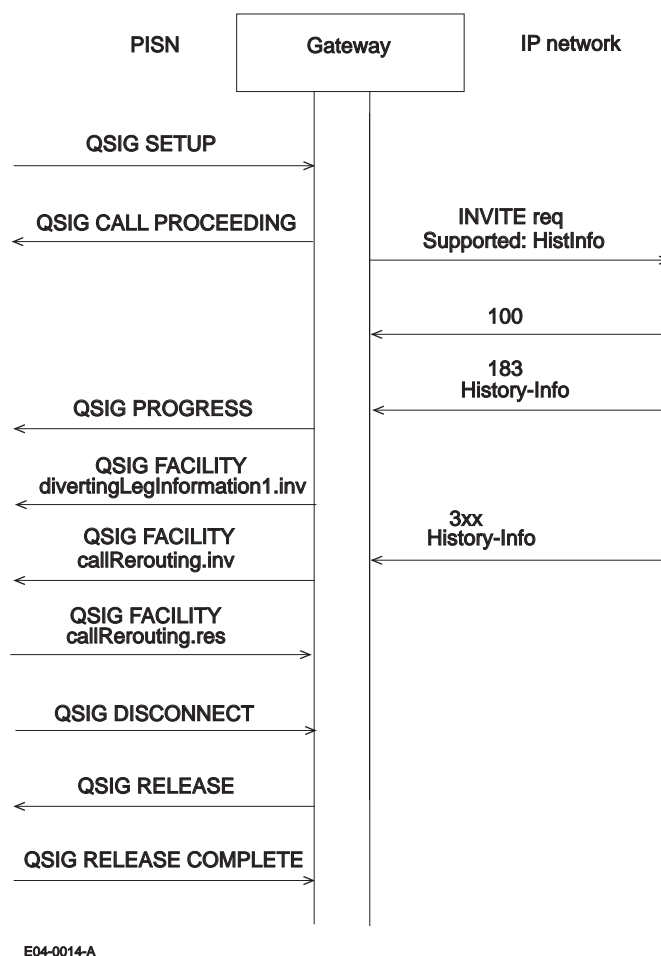 PISN
Gateway
IP network
QSIG SETUP
QSIG CALL PROCEEDING
INVITE req
Supported: HistInfo
100
183
History-Info
QSIG PROGRESS
QSIG FACILITY
divertingLegInformation1.inv
3xx
History-Info
QSIG FACILITY
callRerouting.inv
QSIG FACILITY
callRerouting.res
QSIG DISCONNECT
QSIG RELEASE
QSIG RELEASE COMPLETE
E04-0014-A